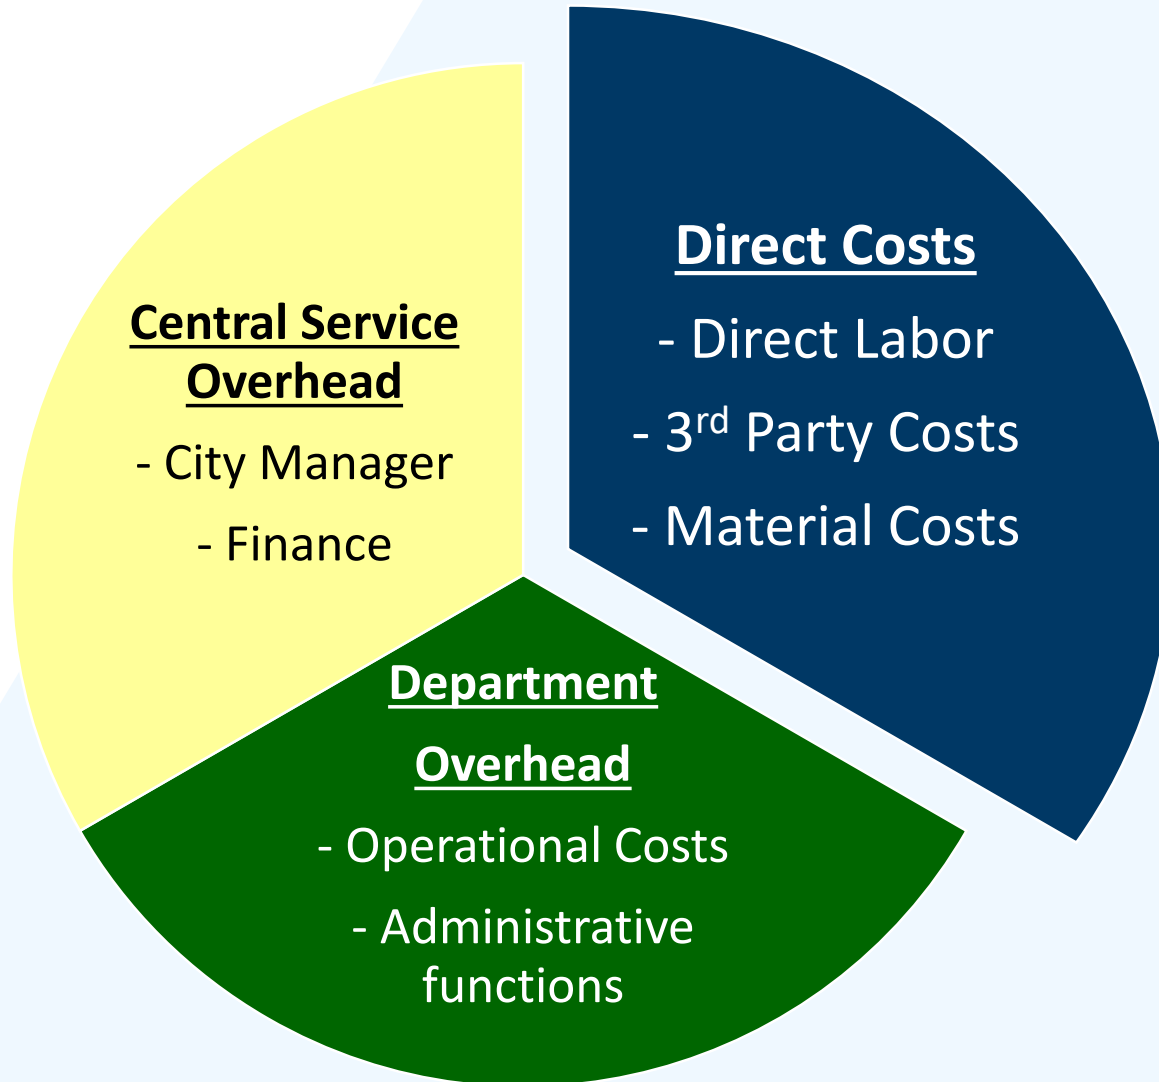 Central Service
Overhead
- City Manager
- Finance
Direct Costs
- Direct Labor
- 3rd Party Costs
- Material Costs
Department
Overhead
- Operational Costs
- Administrative
functions